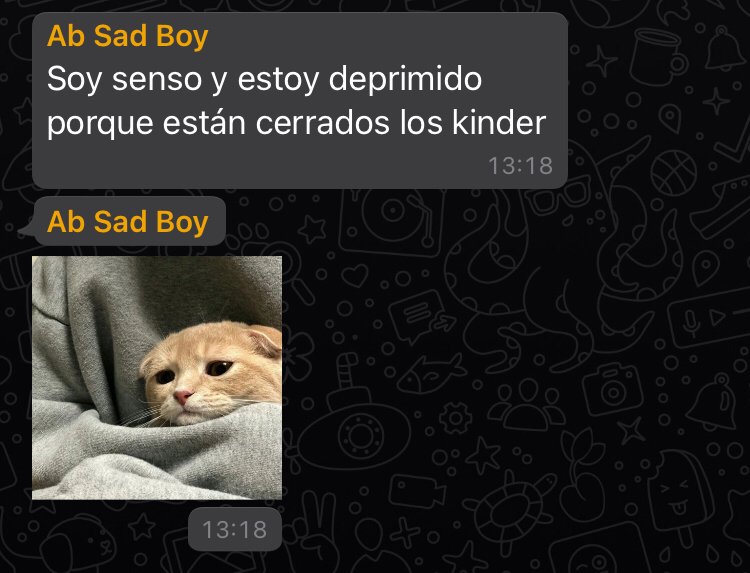 Ab Sad Boy
Soy senso y estoy deprimido
porque están cerrados los kinder
13:18
Ab Sad Boy
13:18